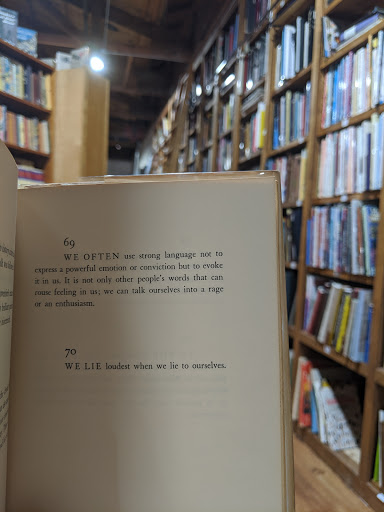 69
WE OFTEN use strong language not to
express a powerful emotion or conviction but to evoke
it in us. It is not only other people's words that can
rouse feeling in us; we can talk ourselves into a rage
or an enthusiasm.
70
WE LIE loudest when we lie to ourselves.